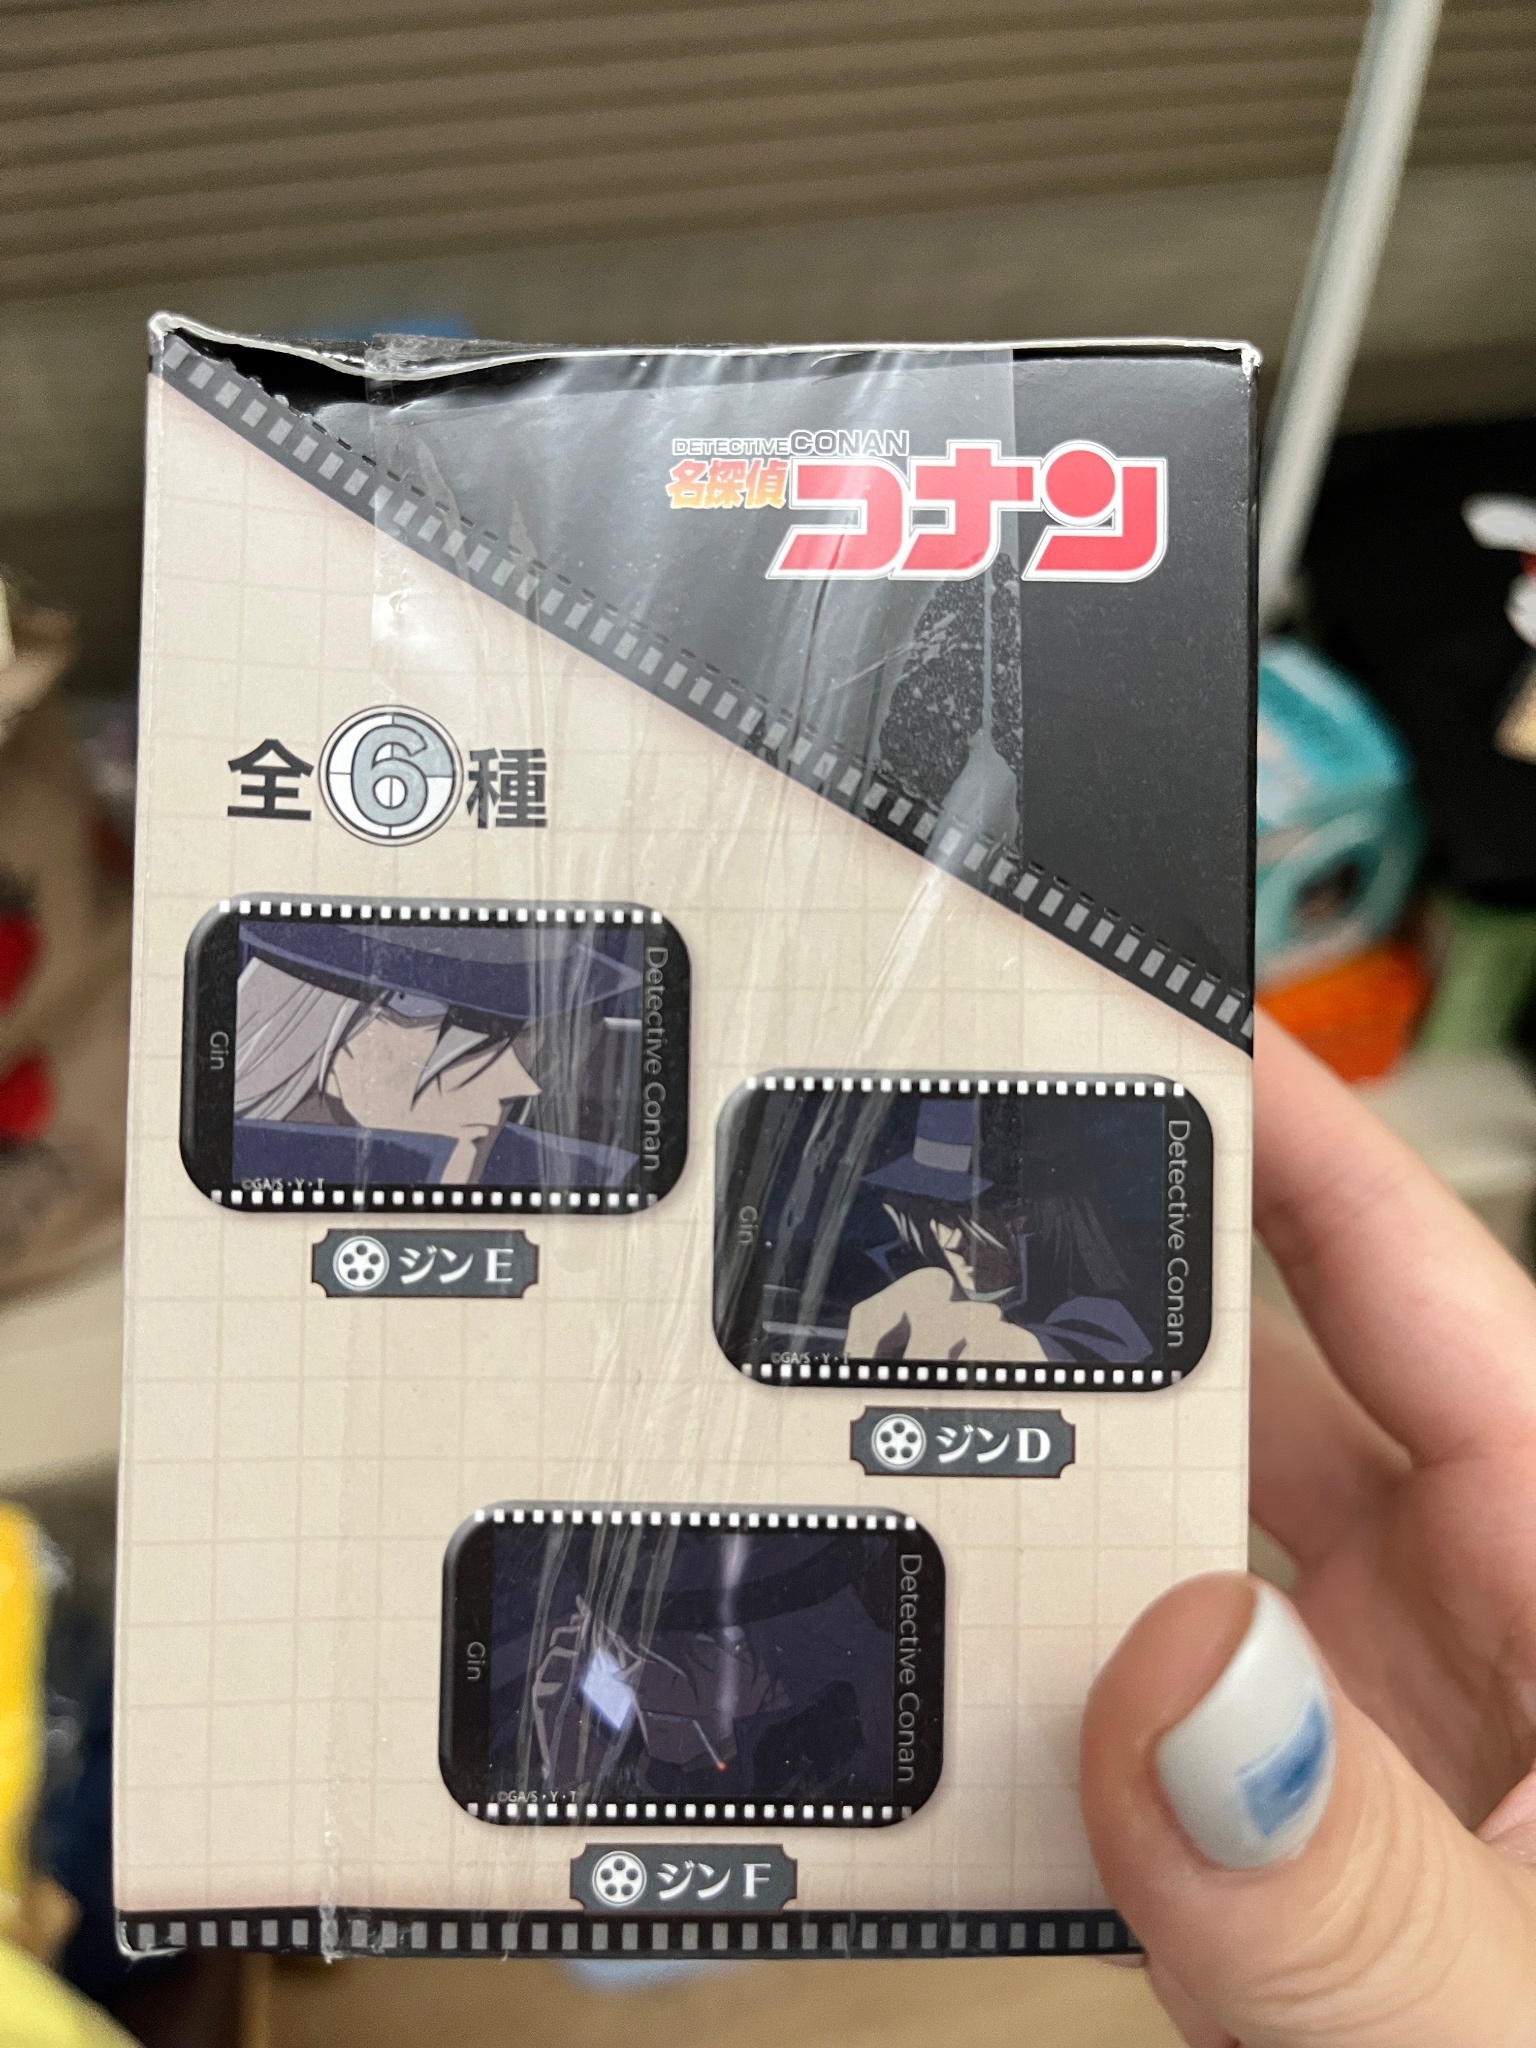 DETECTIVE CONAN
名探偵
コナン
全6種
Detective Conan
Gin
©GA/S・Y・T
ジンE
Detective Conan
Gin
©GA/S・Y・T
ジンD
Detective Conan
Gin
©GA/S・Y・T
ジンF